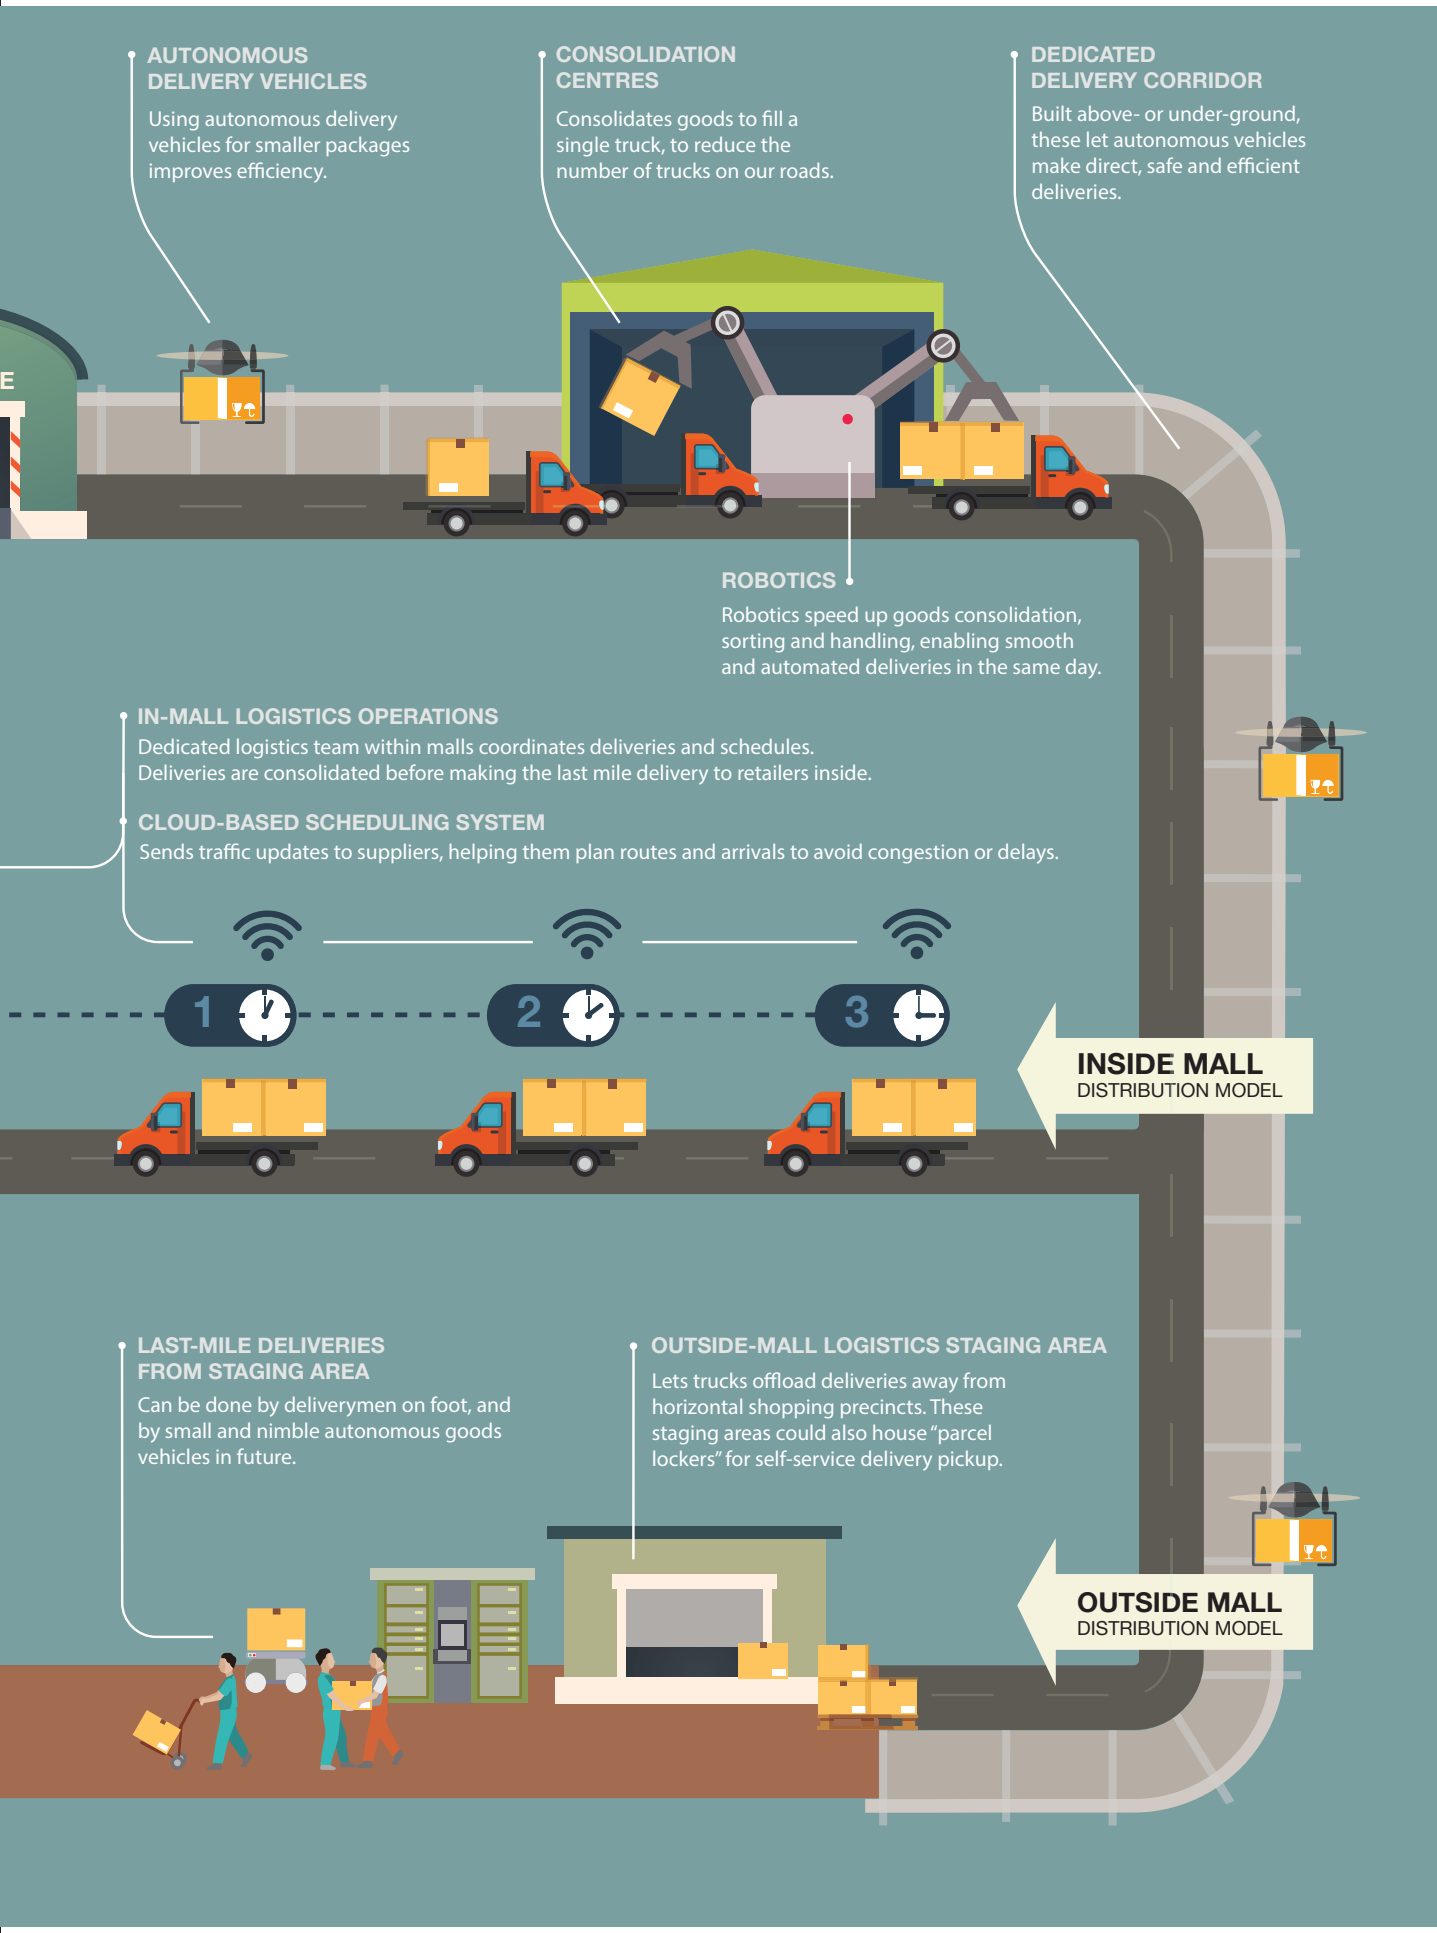 AUTONOMOUS
DELIVERY VEHICLES
Using autonomous delivery
vehicles for smaller packages
improves efficiency.
CONSOLIDATION
CENTRES
Consolidates goods to fill a
single truck, to reduce the
number of trucks on our roads.
DEDICATED
DELIVERY CORRIDOR
Built above- or under-ground,
these let autonomous vehicles
make direct, safe and efficient
deliveries.
E
ROBOTICS
Robotics speed up goods consolidation,
sorting and handling, enabling smooth
and automated deliveries in the same day.
IN-MALL LOGISTICS OPERATIONS
Dedicated logistics team within malls coordinates deliveries and schedules.
Deliveries are consolidated before making the last mile delivery to retailers inside.
CLOUD-BASED SCHEDULING SYSTEM
Sends traffic updates to suppliers, helping them plan routes and arrivals to avoid congestion or delays.
1
2
3
INSIDE MALL
DISTRIBUTION MODEL
LAST-MILE DELIVERIES
FROM STAGING AREA
Can be done by deliverymen on foot, and
by small and nimble autonomous goods
vehicles in future.
OUTSIDE-MALL LOGISTICS STAGING AREA
Lets trucks offload deliveries away from
horizontal shopping precincts. These
staging areas could also house “parcel
lockers” for self-service delivery pickup.
OUTSIDE MALL
DISTRIBUTION MODEL